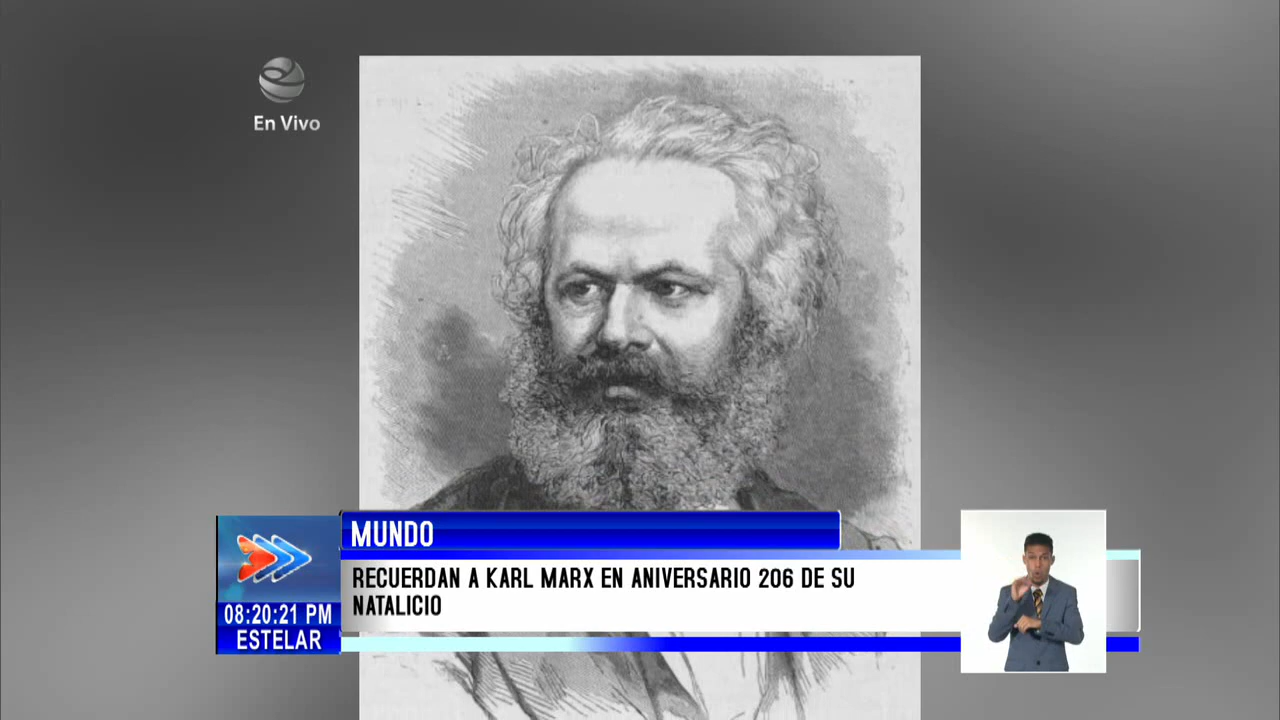 En Vivo
MUNDO
RECUERDAN A KARL MARX EN ANIVERSARIO 206 DE SU
NATALICIO
08:20:21 PM
ESTELAR